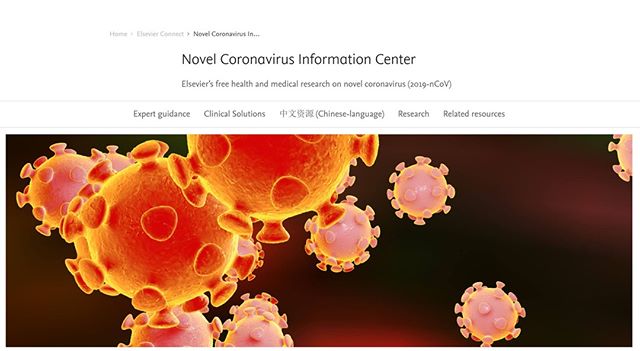 Home > Elsevier Connect > Novel Coronavirus In...
Novel Coronavirus Information Center
Elsevier's free health and medical research on novel coronavirus (2019-nCoV)
Expert guidance Clinical Solutions 中文资源 (Chinese-language) Research Related resources